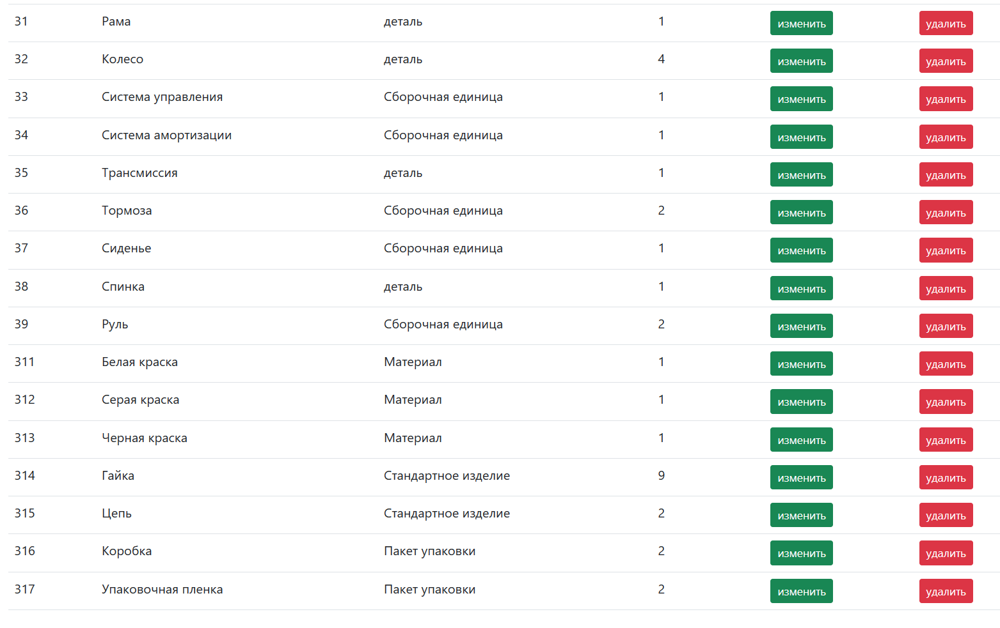 31 Рама деталь 1 изменить удалить
32 Колесо деталь 4 изменить удалить
33 Система управления Сборочная единица 1 изменить удалить
34 Система амортизации Сборочная единица 1 изменить удалить
35 Трансмиссия деталь 1 изменить удалить
36 Тормоза Сборочная единица 2 изменить удалить
37 Сиденье Сборочная единица 1 изменить удалить
38 Спинка деталь 1 изменить удалить
39 Руль Сборочная единица 2 изменить удалить
311 Белая краска Материал 1 изменить удалить
312 Серая краска Материал 1 изменить удалить
313 Черная краска Материал 1 изменить удалить
314 Гайка Стандартное изделие 9 изменить удалить
315 Цепь Стандартное изделие 2 изменить удалить
316 Коробка Пакет упаковки 2 изменить удалить
317 Упаковочная пленка Пакет упаковки 2 изменить удалить